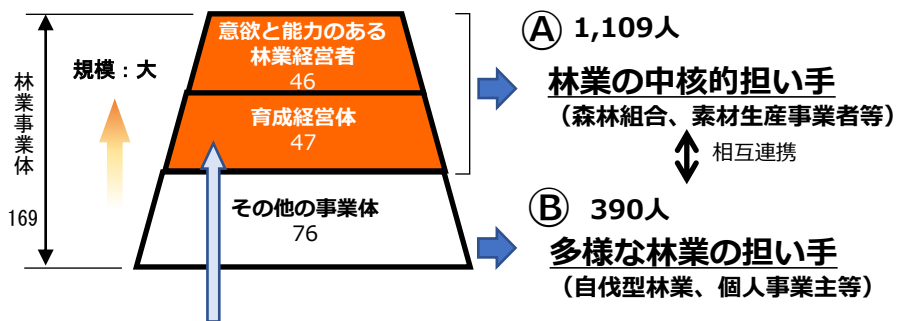 林業事業体
169
規模：大
意欲と能力のある
林業経営者
46
育成経営体
47
その他の事業体
76
Ⓐ 1,109人
林業の中核的担い手
（森林組合、素材生産事業者等）
相互連携
Ⓑ 390人
多様な林業の担い手
（自伐型林業、個人事業主等）